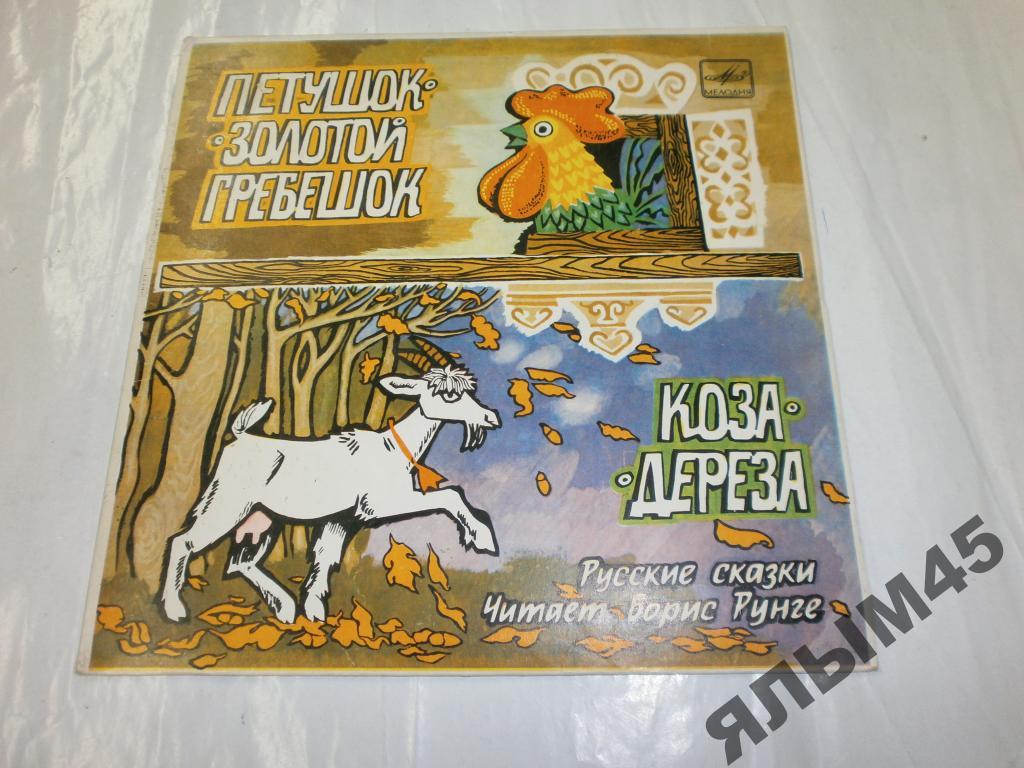 ПЕТУШОК·
·ЗОЛОТОЙ
ГРЕБЕШОК
МЕЛОДИЯ
КОЗА·
·ДЕРЕЗА
Русские сказки
Читает Борис Рунге
ЯЛЫМ45